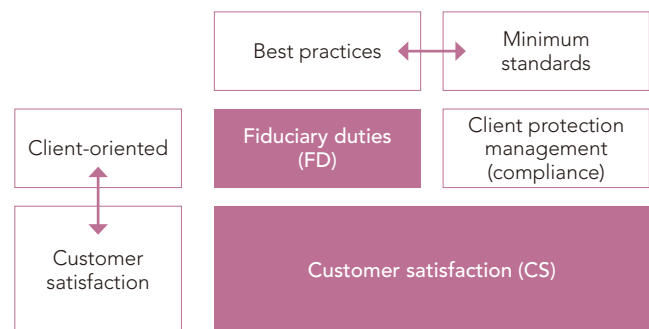 Best practices
Minimum
standards
Client-oriented
Fiduciary duties
(FD)
Client protection
management
(compliance)
Customer
satisfaction
Customer satisfaction (CS)